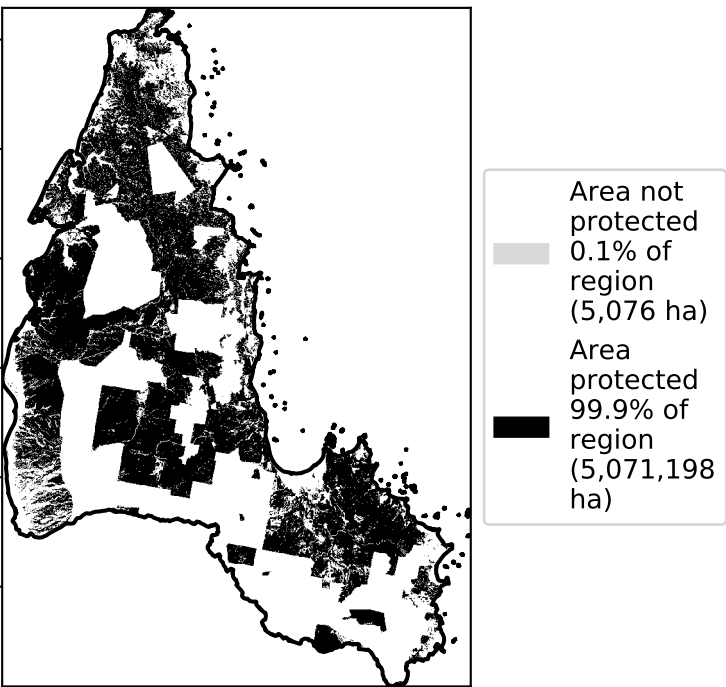 Area not
protected
0.1% of
region
(5,076 ha)
Area
protected
99.9% of
region
(5,071,198
ha)